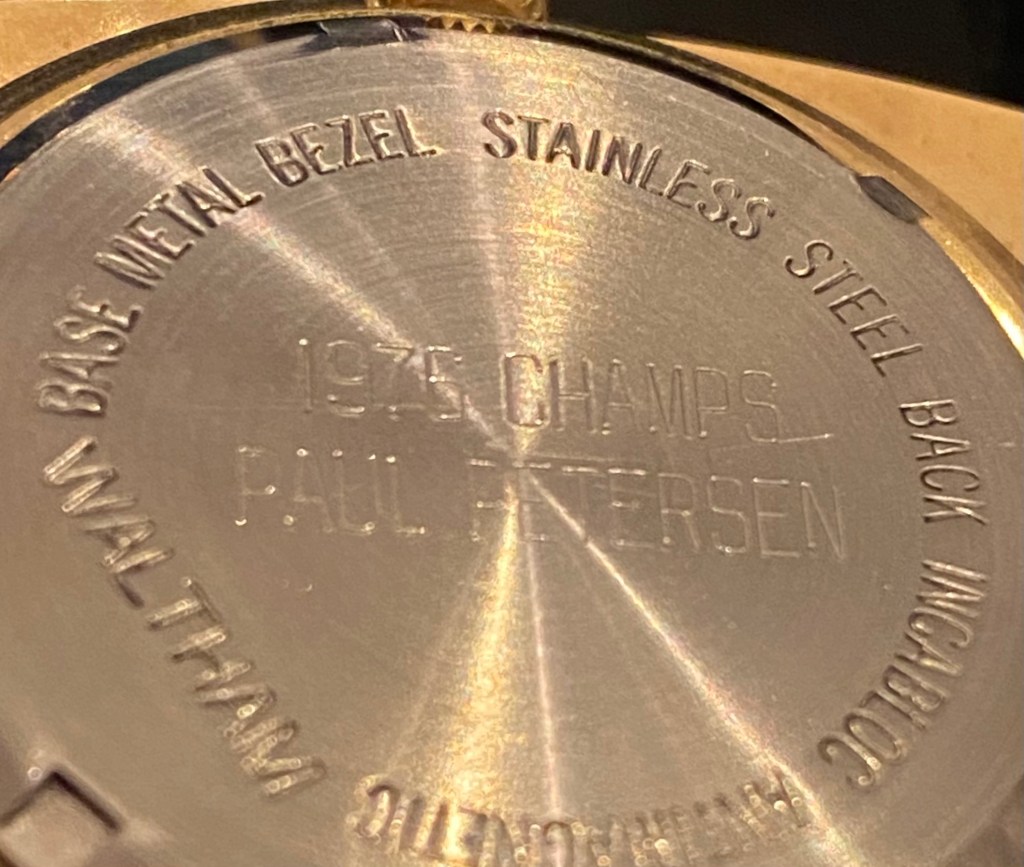 WALTHAM
BASE METAL BEZEL
STAINLESS STEEL BACK
INCABLOC
ANTIMAGNETIC
1975 CHAMPS
PAUL PETERSEN